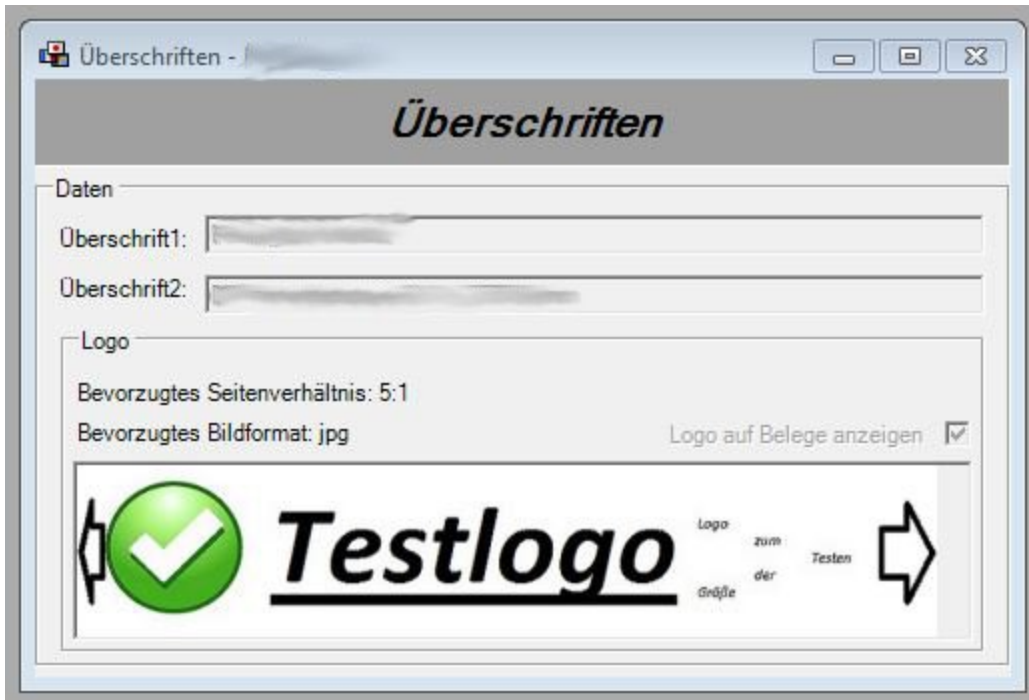 Überschriften -
Überschriften
Daten
Überschrift1:
Überschrift2:
Logo
Bevorzugtes Seitenverhältnis: 5:1
Bevorzugtes Bildformat: jpg
Logo auf Belege anzeigen
Testlogo
Logo
zum
Testen
der
Größe